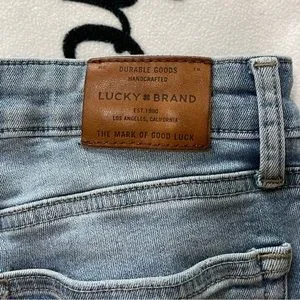 DURABLE GOODS
HANDCRAFTED
LUCKY BRAND
EST. 1990
LOS ANGELES, CALIFORNIA
THE MARK OF GOOD LUCK